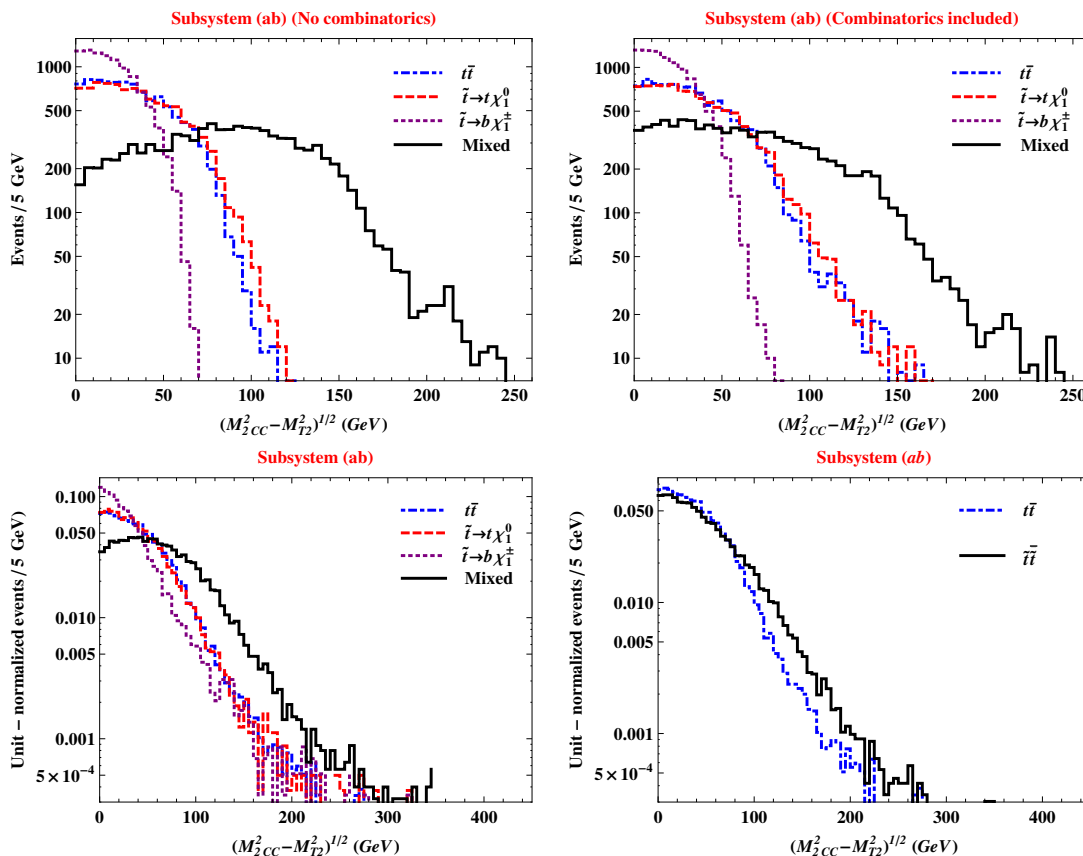 Subsystem (ab) (No combinatorics)
1000
500
200
100
50
10
Events / 5 GeV
tt̄
t̃→tχ₁⁰
t̃→bχ₁±
Mixed
0 50 100 150 200 250
(M²₂CC−M²T2)^1/2 (GeV)
Subsystem (ab) (Combinatorics included)
1000
500
200
100
50
10
Events / 5 GeV
tt̄
t̃→tχ₁⁰
t̃→bχ₁±
Mixed
0 50 100 150 200 250
(M²₂CC−M²T2)^1/2 (GeV)
Subsystem (ab)
0.100
0.050
0.010
0.005
0.001
5×10⁻⁴
Unit − normalized events / 5 GeV
tt̄
t̃→tχ₁⁰
t̃→bχ₁±
Mixed
0 100 200 300 400
(M²₂CC−M²T2)^1/2 (GeV)
Subsystem (ab)
0.050
0.010
0.005
0.001
5×10⁻⁴
Unit − normalized events / 5 GeV
tt̄
t̃t̃̄
0 100 200 300 400
(M²₂CC−M²T2)^1/2 (GeV)